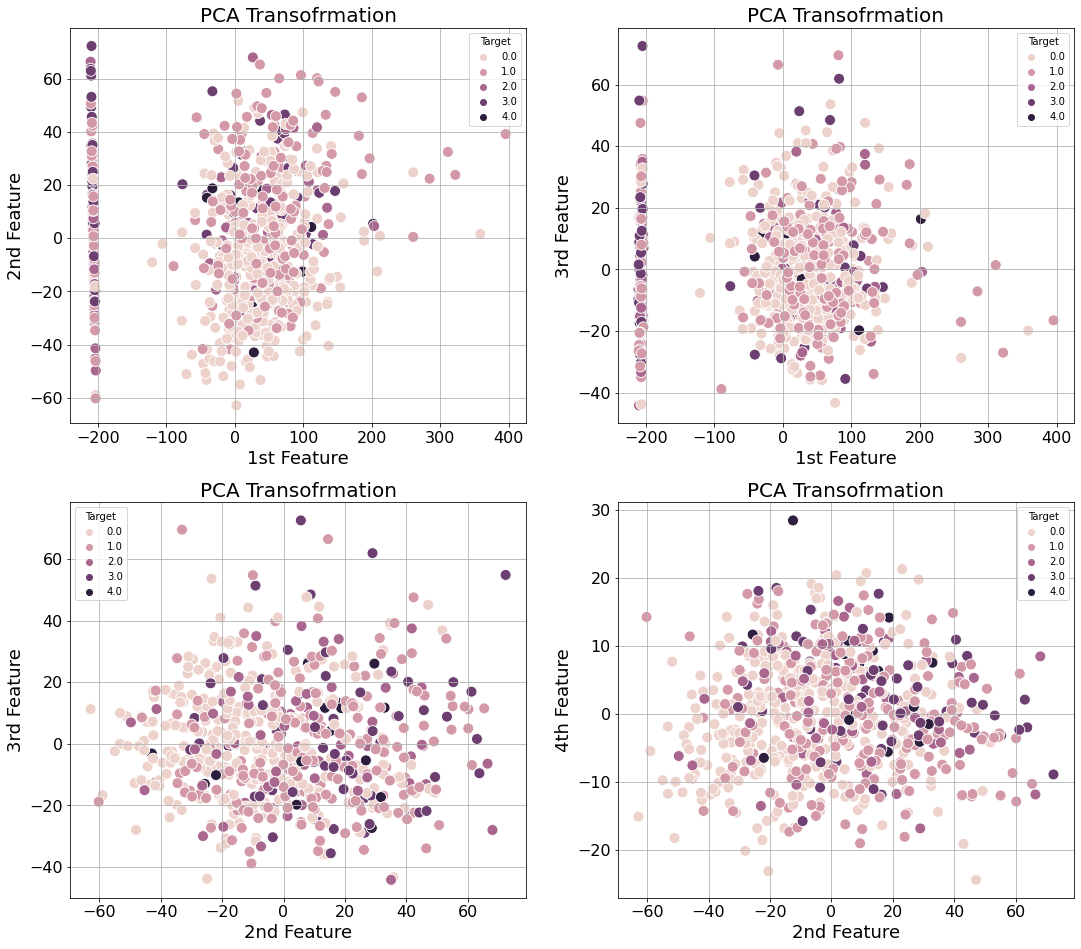 PCA Transofrmation
Target
0.0
1.0
2.0
3.0
4.0
60
40
20
0
−20
−40
−60
2nd Feature
−200 −100 0 100 200 300 400
1st Feature
PCA Transofrmation
Target
0.0
1.0
2.0
3.0
4.0
60
40
20
0
−20
−40
3rd Feature
−200 −100 0 100 200 300 400
1st Feature
PCA Transofrmation
Target
0.0
1.0
2.0
3.0
4.0
60
40
20
0
−20
−40
3rd Feature
−60 −40 −20 0 20 40 60
2nd Feature
PCA Transofrmation
Target
0.0
1.0
2.0
3.0
4.0
30
20
10
0
−10
−20
4th Feature
−60 −40 −20 0 20 40 60
2nd Feature